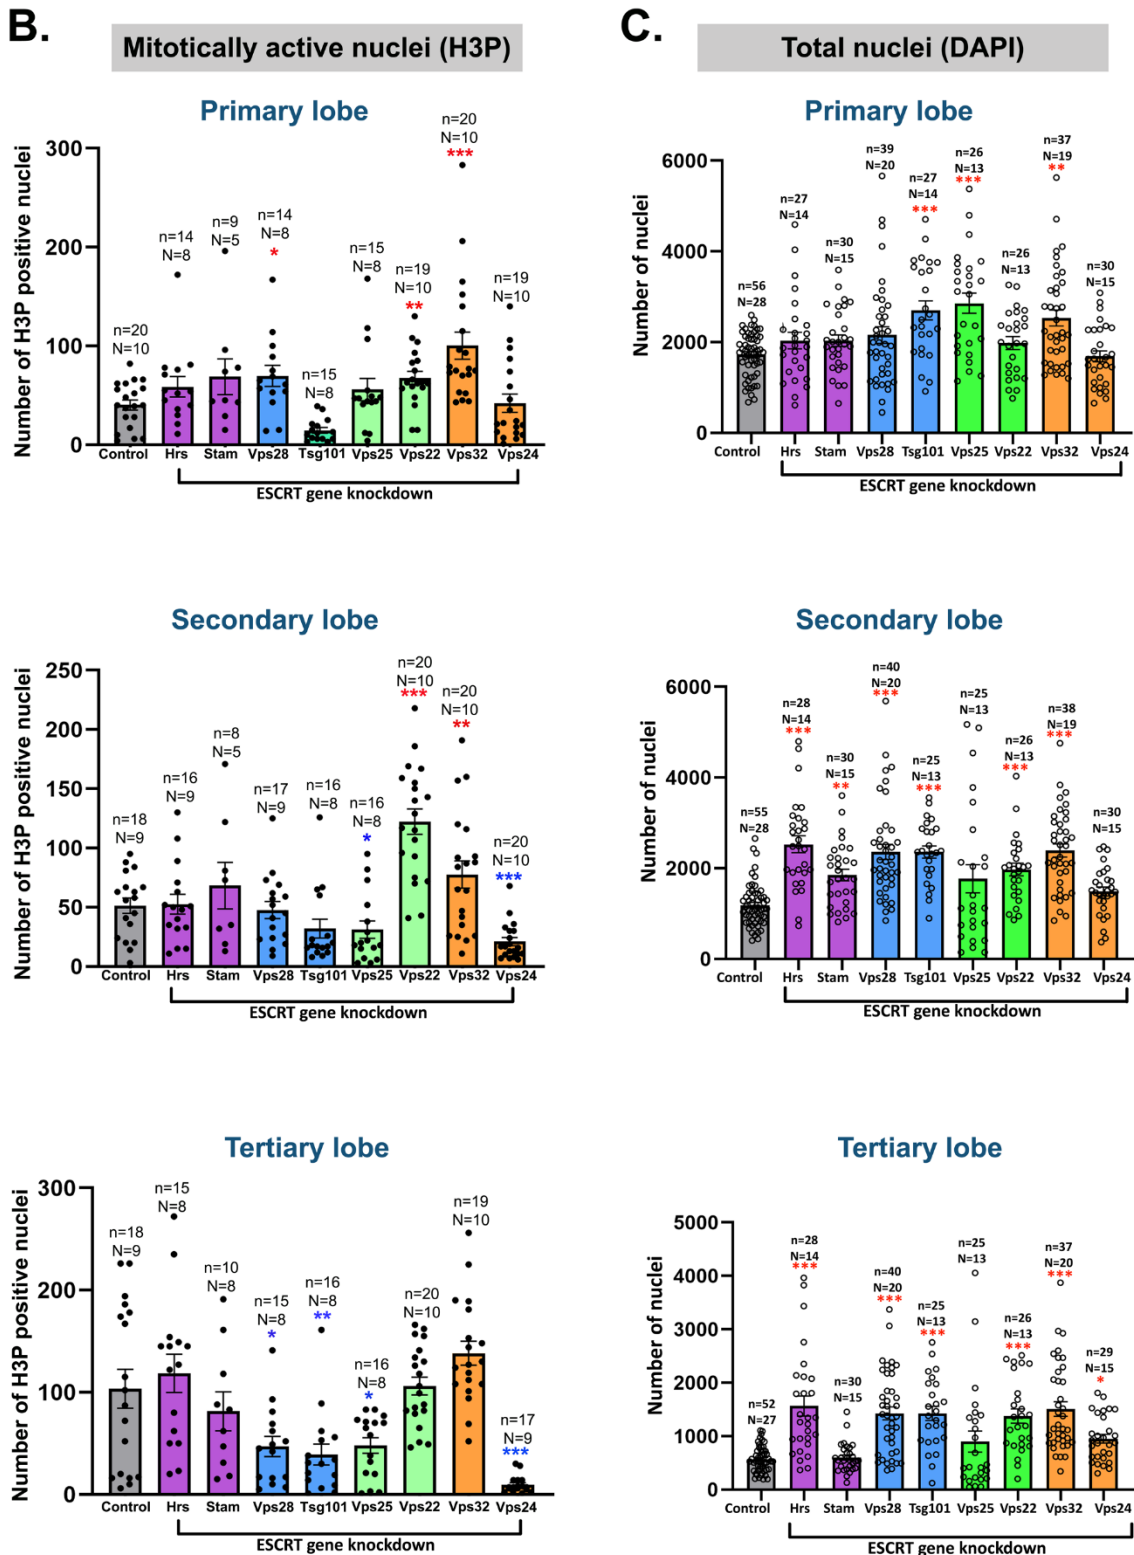 B.
Mitotically active nuclei (H3P)
Primary lobe
Number of H3P positive nuclei
300
200
100
0
n=20
N=10
n=14
N=8
n=9
N=5
n=14
N=8
*
n=15
N=8
n=15
N=8
n=19
N=10
**
n=20
N=10
***
n=19
N=10
Control Hrs Stam Vps28 Tsg101 Vps25 Vps22 Vps32 Vps24
ESCRT gene knockdown
Secondary lobe
Number of H3P positive nuclei
250
200
150
100
50
0
n=18
N=9
n=16
N=9
n=8
N=5
n=17
N=9
n=16
N=8
n=16
N=8
*
n=20
N=10
***
n=20
N=10
**
n=20
N=10
***
Control Hrs Stam Vps28 Tsg101 Vps25 Vps22 Vps32 Vps24
ESCRT gene knockdown
Tertiary lobe
Number of H3P positive nuclei
300
200
100
0
n=18
N=9
n=15
N=8
n=10
N=8
n=15
N=8
*
n=16
N=8
**
n=16
N=8
*
n=20
N=10
n=19
N=10
n=17
N=9
***
Control Hrs Stam Vps28 Tsg101 Vps25 Vps22 Vps32 Vps24
ESCRT gene knockdown
C.
Total nuclei (DAPI)
Primary lobe
Number of nuclei
6000
4000
2000
0
n=56
N=28
n=27
N=14
n=30
N=15
n=39
N=20
n=27
N=14
***
n=26
N=13
***
n=26
N=13
n=37
N=19
**
n=30
N=15
Control Hrs Stam Vps28 Tsg101 Vps25 Vps22 Vps32 Vps24
ESCRT gene knockdown
Secondary lobe
Number of nuclei
6000
4000
2000
0
n=55
N=28
n=28
N=14
***
n=30
N=15
**
n=40
N=20
***
n=25
N=13
***
n=25
N=13
n=26
N=13
***
n=38
N=19
***
n=30
N=15
Control Hrs Stam Vps28 Tsg101 Vps25 Vps22 Vps32 Vps24
ESCRT gene knockdown
Tertiary lobe
Number of nuclei
5000
4000
3000
2000
1000
0
n=52
N=27
n=28
N=14
***
n=30
N=15
n=40
N=20
***
n=25
N=13
***
n=25
N=13
n=26
N=13
***
n=37
N=20
***
n=29
N=15
*
Control Hrs Stam Vps28 Tsg101 Vps25 Vps22 Vps32 Vps24
ESCRT gene knockdown